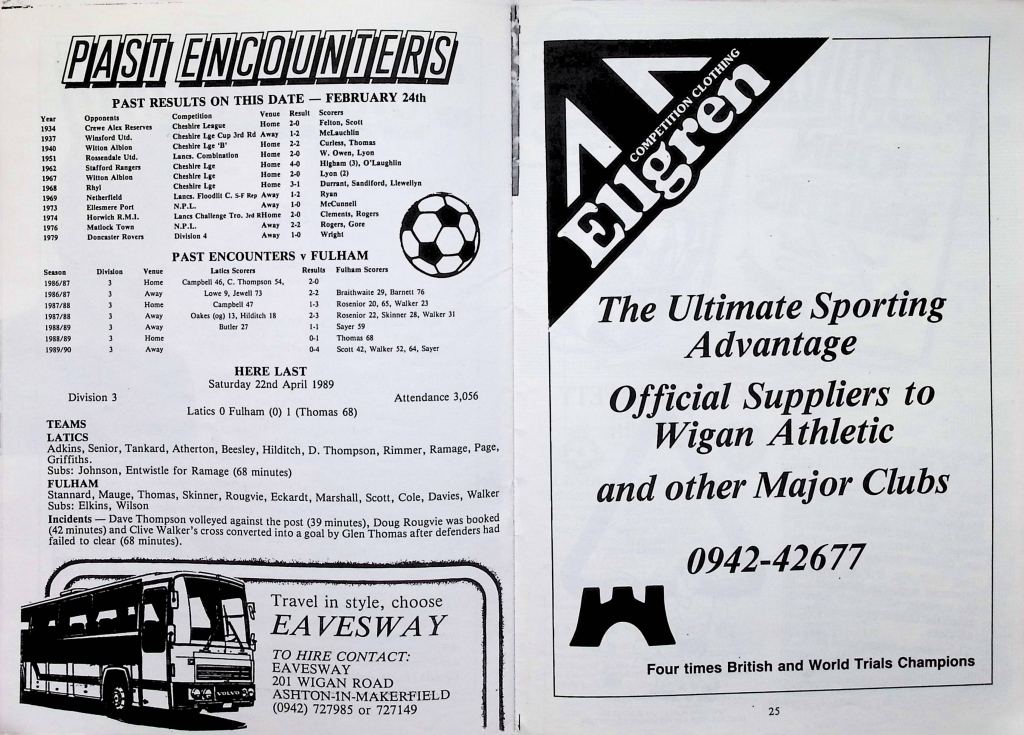 PAST ENCOUNTERS
PAST RESULTS ON THIS DATE — FEBRUARY 24th
Year Opponents Competition Venue Result Scorers
1934 Crewe Alex Reserves Cheshire League Home 2-0 Felton, Scott
1937 Winsford Utd. Cheshire Lge Cup 3rd Rd Away 1-2 McLauchlin
1940 Witton Albion Cheshire Lge 'B' Home 2-2 Curless, Thomas
1951 Rossendale Utd. Lancs. Combination Home 2-0 W. Owen, Lyon
1962 Stafford Rangers Cheshire Lge Home 4-0 Higham (3), O'Laughlin
1967 Witton Albion Cheshire Lge Home 2-0 Lyon (2)
1968 Rhyl Cheshire Lge Home 3-1 Durrant, Sandiford, Llewellyn
1969 Netherfield Lancs. Floodlit C. S-F Rep Away 1-2 Ryan
1973 Ellesmere Port N.P.L. Away 1-0 McCunnell
1974 Horwich R.M.I. Lancs Challenge Tro. 3rd R Home 2-0 Clements, Rogers
1976 Matlock Town N.P.L. Away 2-2 Rogers, Gore
1979 Doncaster Rovers Division 4 Away 1-0 Wright
PAST ENCOUNTERS v FULHAM
Season Division Venue Latics Scorers Results Fulham Scorers
1986/87 3 Home Campbell 46, C. Thompson 54, 2-0
1986/87 3 Away Lowe 9, Jewell 73 2-2 Braithwaite 29, Barnett 76
1987/88 3 Home Campbell 47 1-3 Rosenior 20, 65, Walker 23
1987/88 3 Away Oakes (og) 13, Hilditch 18 2-3 Rosenior 22, Skinner 28, Walker 31
1988/89 3 Away Butler 27 1-1 Sayer 59
1988/89 3 Home 0-1 Thomas 68
1989/90 3 Away 0-4 Scott 42, Walker 52, 64, Sayer
HERE LAST
Saturday 22nd April 1989
Division 3 Attendance 3,056
Latics 0 Fulham (0) 1 (Thomas 68)
TEAMS
LATICS
Adkins, Senior, Tankard, Atherton, Beesley, Hilditch, D. Thompson, Rimmer, Ramage, Page,
Griffiths.
Subs: Johnson, Entwistle for Ramage (68 minutes)
FULHAM
Stannard, Mauge, Thomas, Skinner, Rougvie, Eckardt, Marshall, Scott, Cole, Davies, Walker
Subs: Elkins, Wilson
Incidents — Dave Thompson volleyed against the post (39 minutes), Doug Rougvie was booked
(42 minutes) and Clive Walker's cross converted into a goal by Glen Thomas after defenders had
failed to clear (68 minutes).
Travel in style, choose
EAVESWAY
TO HIRE CONTACT:
EAVESWAY
201 WIGAN ROAD
ASHTON-IN-MAKERFIELD
(0942) 727985 or 727149
VOLVO
COMPETITION CLOTHING
Ellgren
The Ultimate Sporting
Advantage
Official Suppliers to
Wigan Athletic
and other Major Clubs
0942-42677
Four times British and World Trials Champions
25